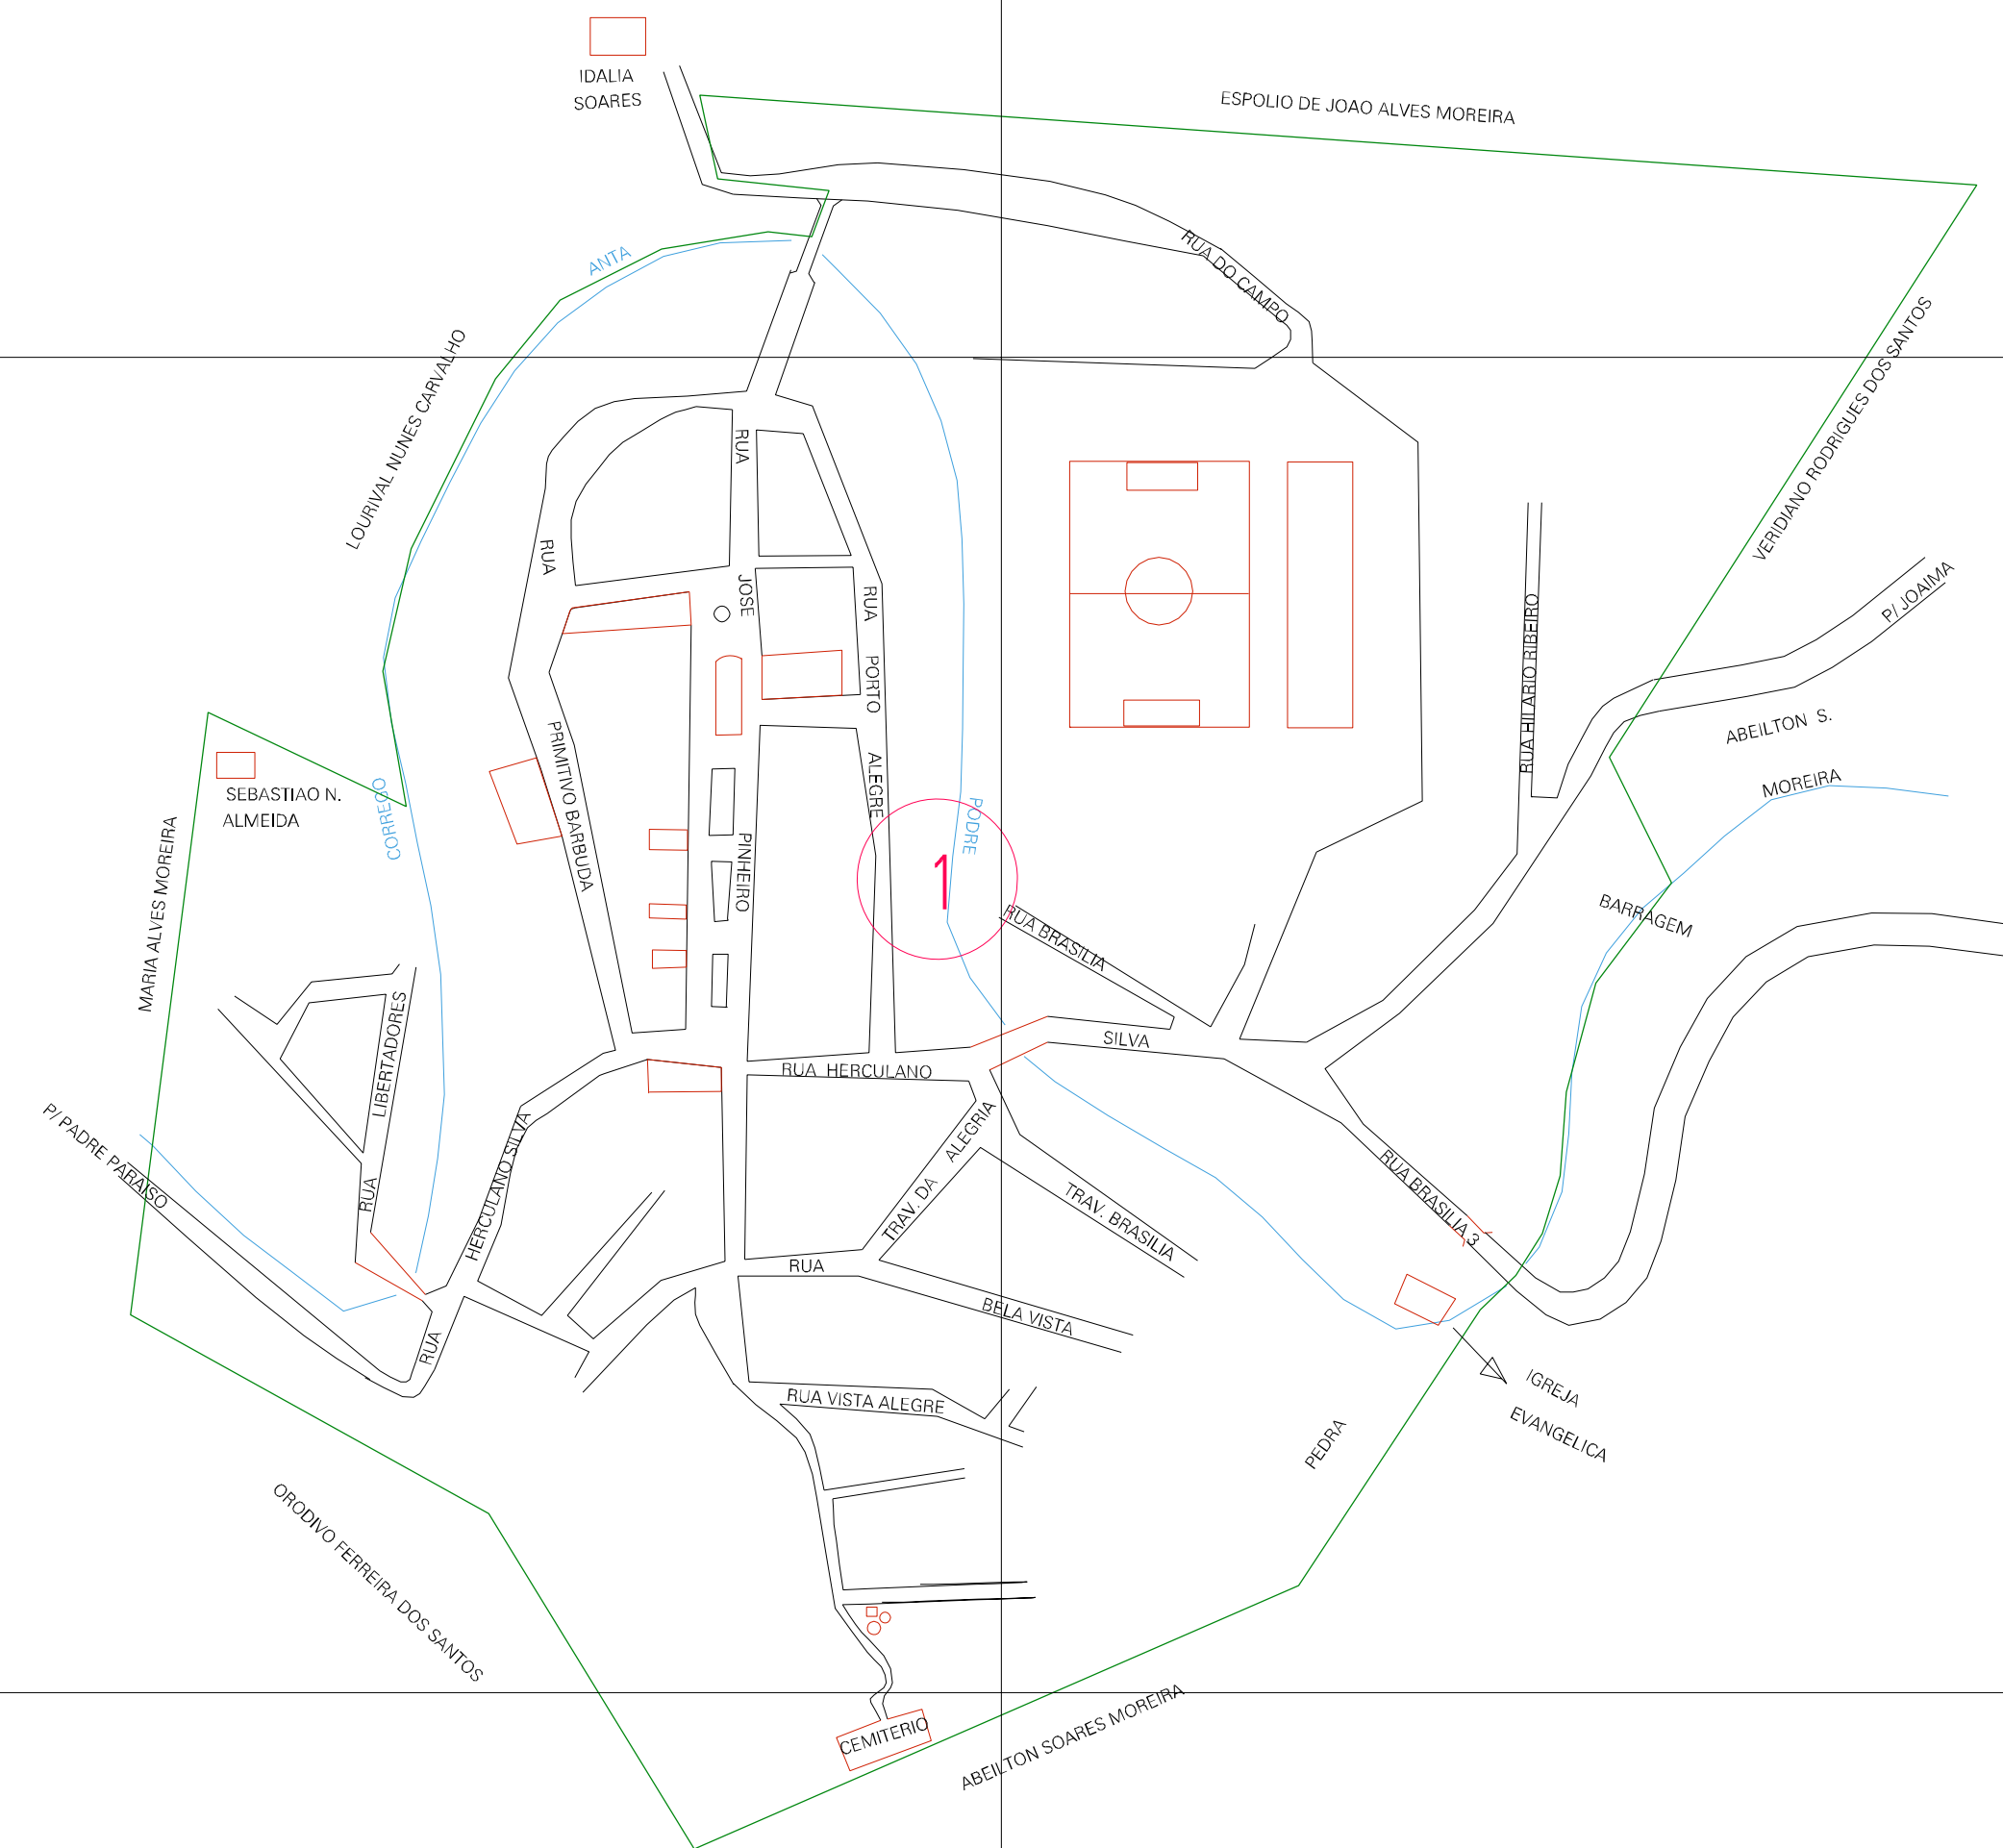 IDALIA
SOARES
ESPOLIO DE JOAO ALVES MOREIRA
RUA DO CAMPO
ANTA
LOURIVAL NUNES CARVALHO
VERIDIANO RODRIGUES DOS SANTOS
RUA
RUA
JOSE
RUA
PORTO
ALEGRE
P/ JOAIMA
RUA HILARIO RIBEIRO
ABEILTON S.
MOREIRA
PRIMITIVO BARBUDA
SEBASTIAO N.
ALMEIDA
CORREGO
PINHEIRO
PODRE
1
MARIA ALVES MOREIRA
BARRAGEM
RUA BRASILIA
LIBERTADORES
RUA
SILVA
RUA HERCULANO
P/ PADRE PARAISO
HERCULANO SILVA
RUA
TRAV. DA ALEGRIA
TRAV. BRASILIA
RUA BRASILIA 3
RUA
BELA VISTA
RUA VISTA ALEGRE
IGREJA
EVANGELICA
PEDRA
ORODIVO FERREIRA DOS SANTOS
CEMITERIO
ABEILTON SOARES MOREIRA